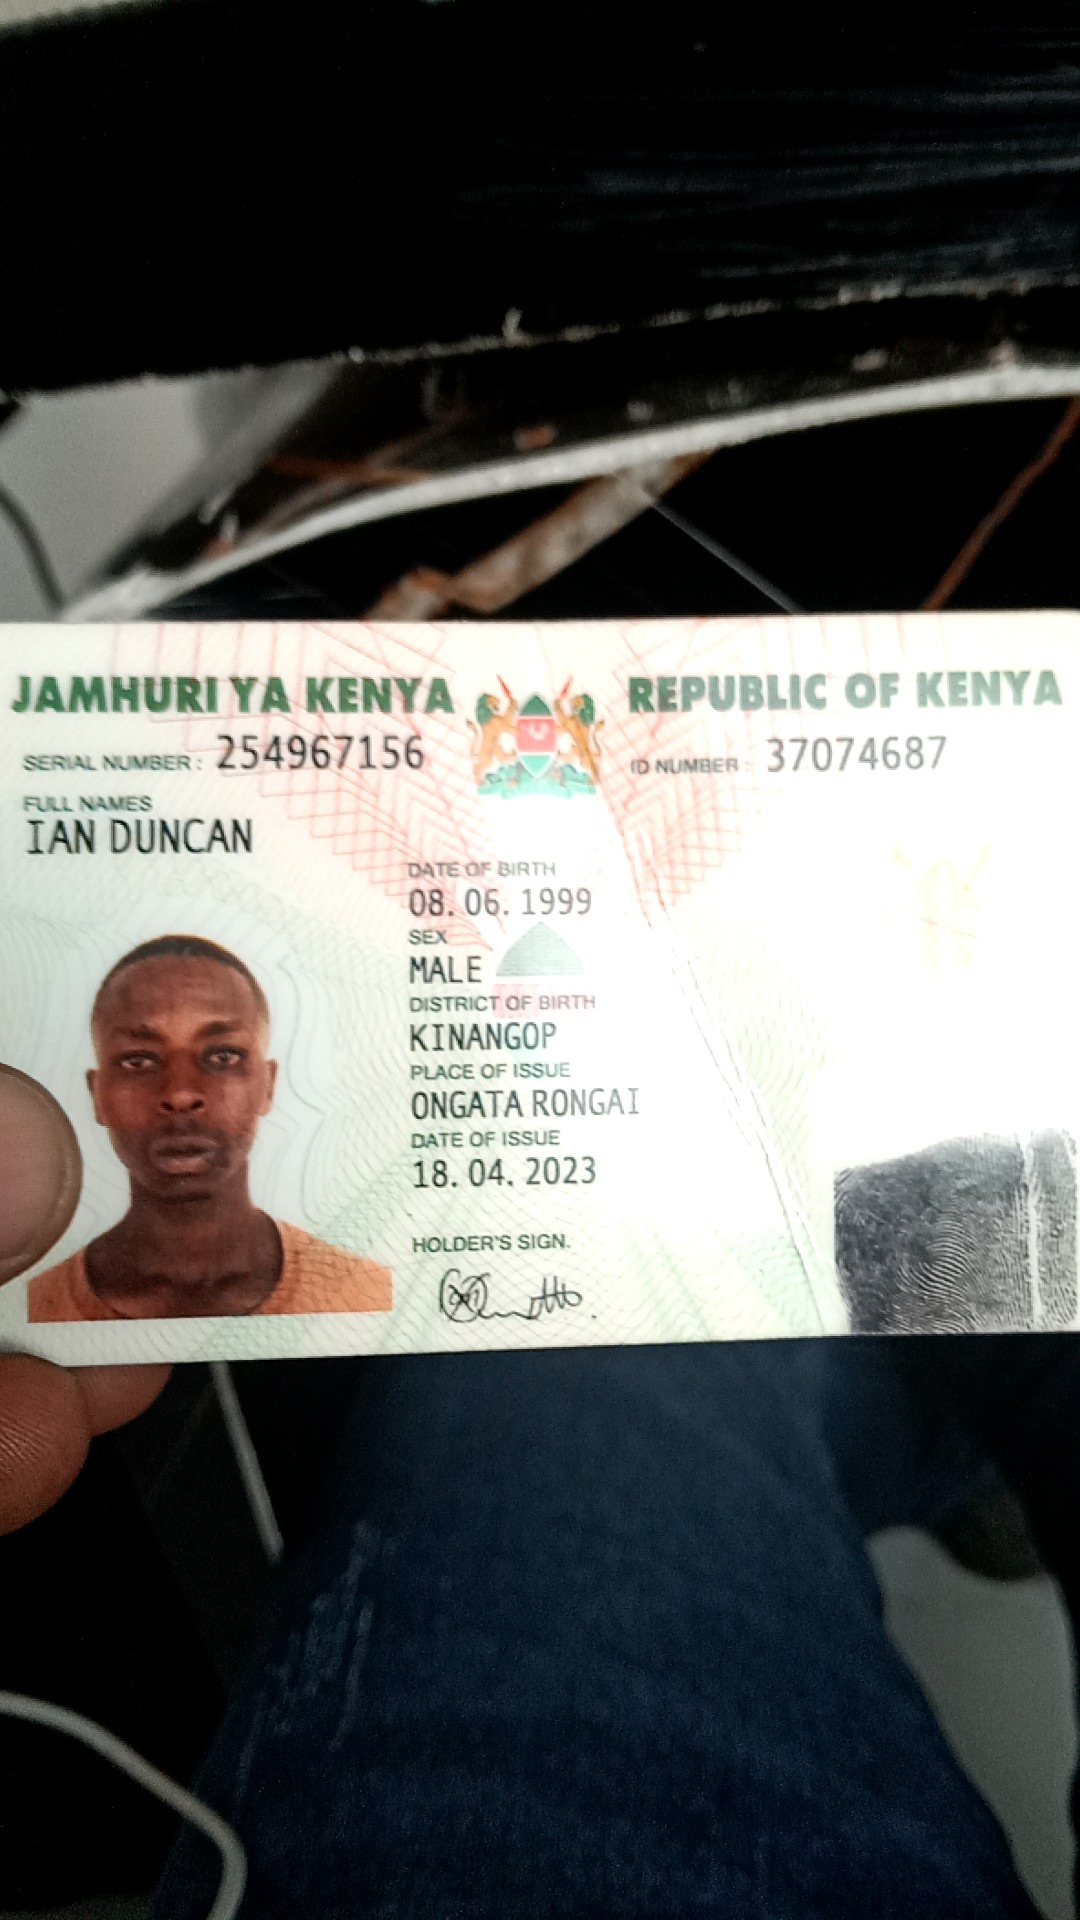 JAMHURI YA KENYA REPUBLIC OF KENYA
SERIAL NUMBER: 254967156 ID NUMBER: 37074687
FULL NAMES
IAN DUNCAN
DATE OF BIRTH
08. 06. 1999
SEX
MALE
DISTRICT OF BIRTH
KINANGOP
PLACE OF ISSUE
ONGATA RONGAI
DATE OF ISSUE
18. 04. 2023
HOLDER'S SIGN.